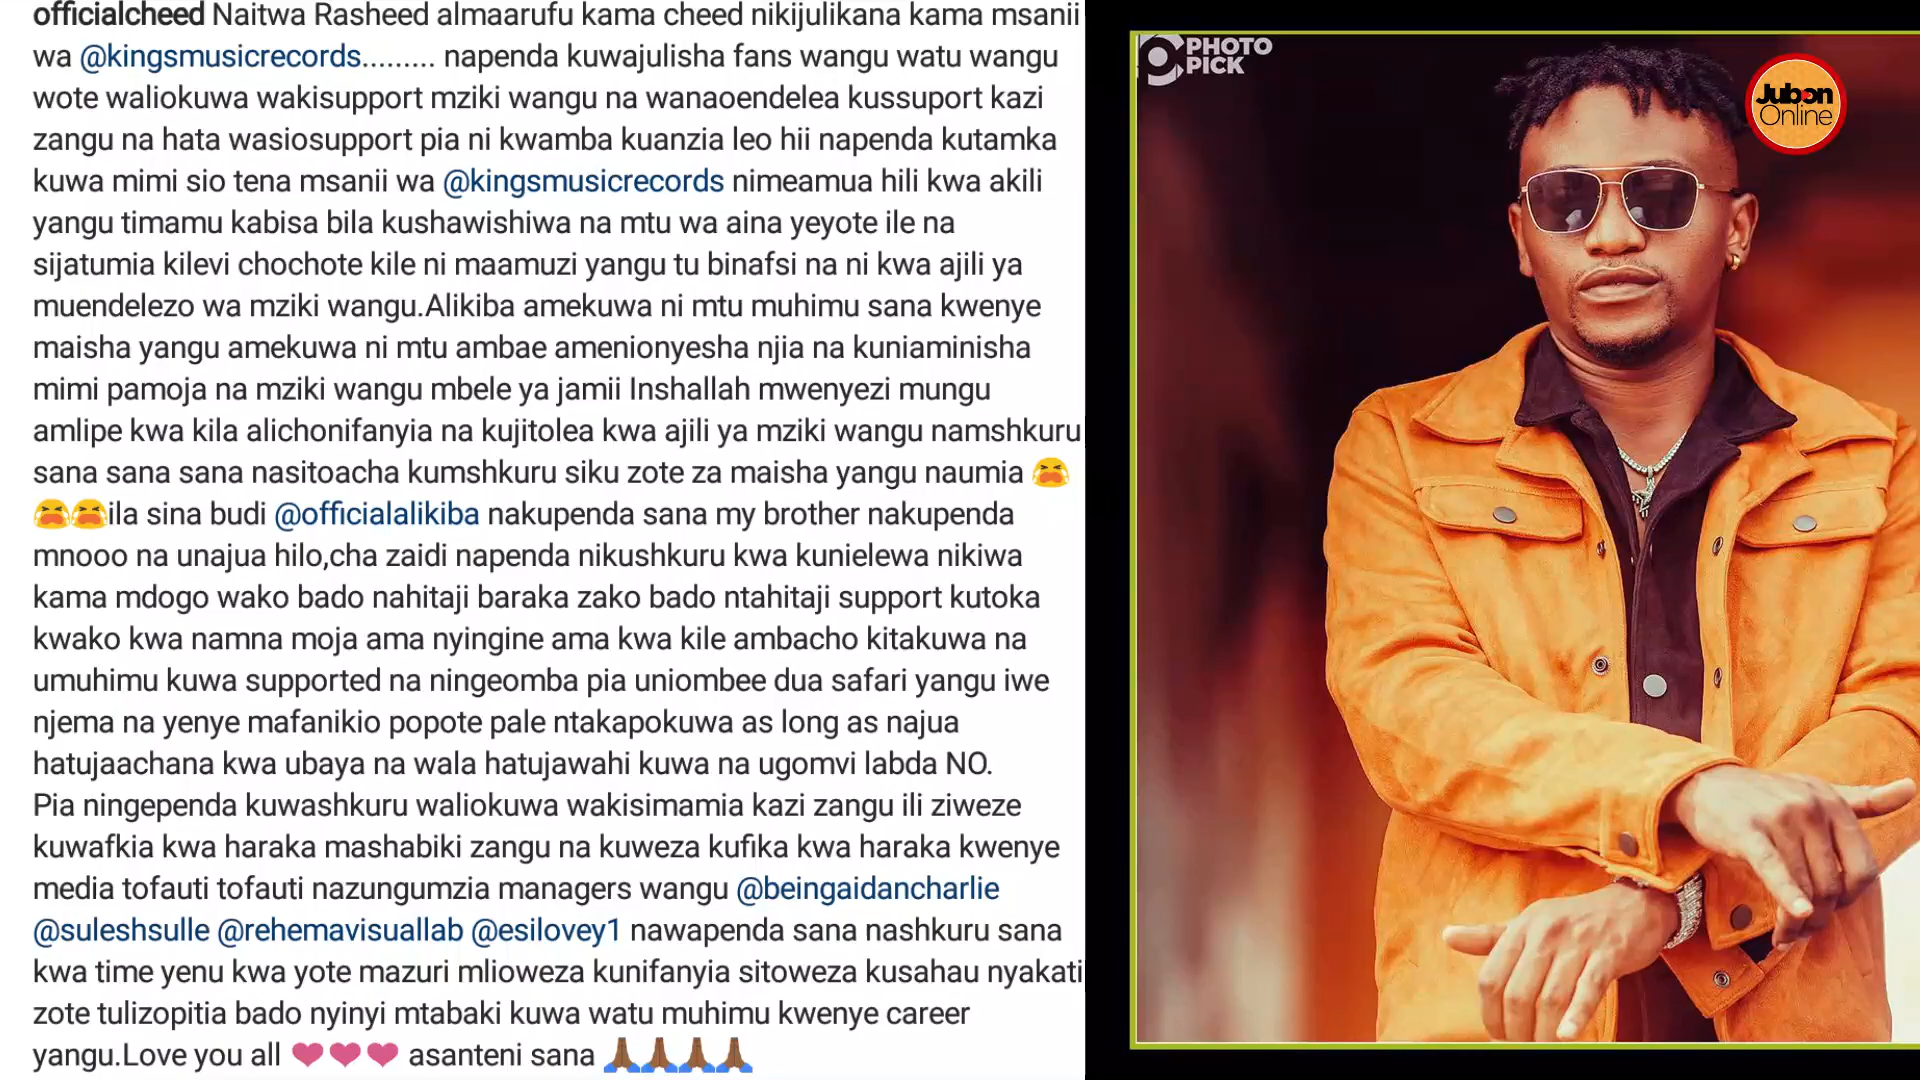 officialcheed Naitwa Rasheed almaarufu kama cheed nikijulikana kama msanii
wa @kingsmusicrecords......... napenda kuwajulisha fans wangu watu wangu
wote waliokuwa wakisupport mziki wangu na wanaoendelea kussuport kazi
zangu na hata wasiosupport pia ni kwamba kuanzia leo hii napenda kutamka
kuwa mimi sio tena msanii wa @kingsmusicrecords nimeamua hili kwa akili
yangu timamu kabisa bila kushawishiwa na mtu wa aina yeyote ile na
sijatumia kilevi chochote kile ni maamuzi yangu tu binafsi na ni kwa ajili ya
muendelezo wa mziki wangu.Alikiba amekuwa ni mtu muhimu sana kwenye
maisha yangu amekuwa ni mtu ambae amenionyesha njia na kuniaminisha
mimi pamoja na mziki wangu mbele ya jamii Inshallah mwenyezi mungu
amlipe kwa kila alichonifanyia na kujitolea kwa ajili ya mziki wangu namshkuru
sana sana sana nasitoacha kumshkuru siku zote za maisha yangu naumia 😭
😭😭ila sina budi @officialalikiba nakupenda sana my brother nakupenda
mnooo na unajua hilo,cha zaidi napenda nikushkuru kwa kunielewa nikiwa
kama mdogo wako bado nahitaji baraka zako bado ntahitaji support kutoka
kwako kwa namna moja ama nyingine ama kwa kile ambacho kitakuwa na
umuhimu kuwa supported na ningeomba pia uniombee dua safari yangu iwe
njema na yenye mafanikio popote pale ntakapokuwa as long as najua
hatujaachana kwa ubaya na wala hatujawahi kuwa na ugomvi labda NO.
Pia ningependa kuwashkuru waliokuwa wakisimamia kazi zangu ili ziweze
kuwafkia kwa haraka mashabiki zangu na kuweza kufika kwa haraka kwenye
media tofauti tofauti nazungumzia managers wangu @beingaidancharlie
@suleshsulle @rehemavisuallab @esilovey1 nawapenda sana nashkuru sana
kwa time yenu kwa yote mazuri mlioweza kunifanyia sitoweza kusahau nyakati
zote tulizopitia bado nyinyi mtabaki kuwa watu muhimu kwenye career
yangu.Love you all ❤❤❤ asanteni sana 🙏🏾🙏🏾🙏🏾🙏🏾
PHOTO
PICK
Jubon
Online